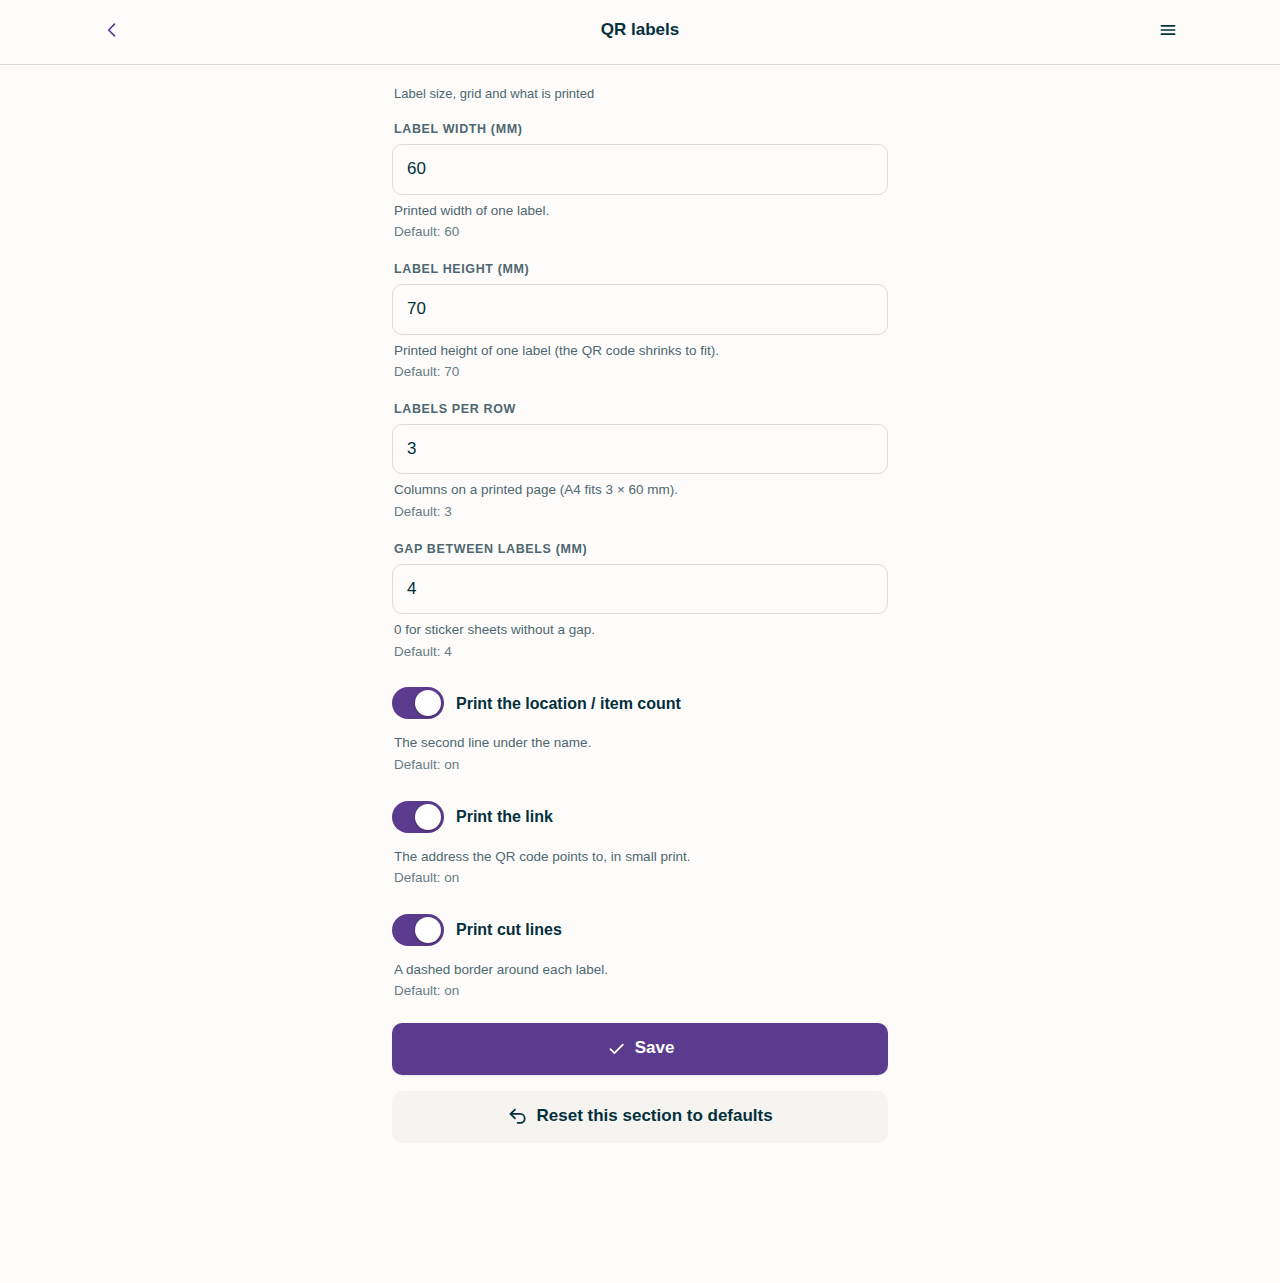 QR labels
Label size, grid and what is printed
LABEL WIDTH (MM)
60
Printed width of one label.
Default: 60
LABEL HEIGHT (MM)
70
Printed height of one label (the QR code shrinks to fit).
Default: 70
LABELS PER ROW
3
Columns on a printed page (A4 fits 3 × 60 mm).
Default: 3
GAP BETWEEN LABELS (MM)
4
0 for sticker sheets without a gap.
Default: 4
Print the location / item count
The second line under the name.
Default: on
Print the link
The address the QR code points to, in small print.
Default: on
Print cut lines
A dashed border around each label.
Default: on
Save
Reset this section to defaults